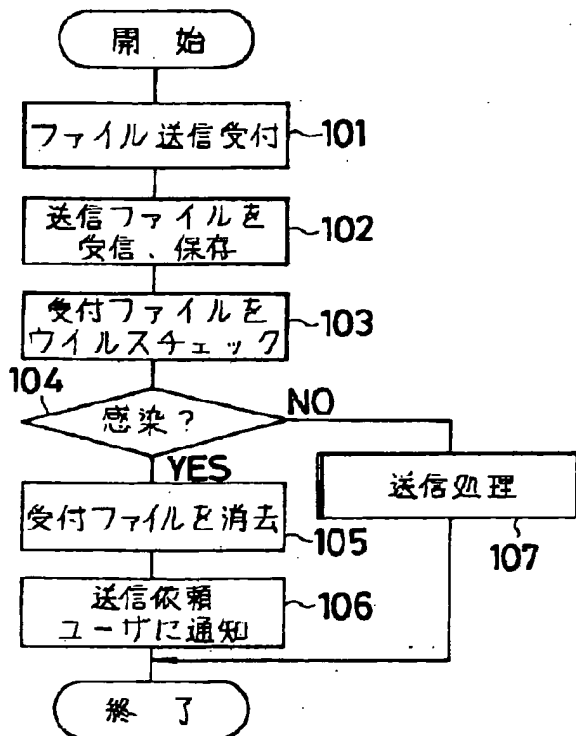 開始
ファイル送信受付
101
送信ファイルを
受信、保存
102
受付ファイルを
ウイルスチェック
103
104
感染?
NO
YES
送信処理
107
受付ファイルを消去
105
送信依頼
ユーザに通知
106
終了